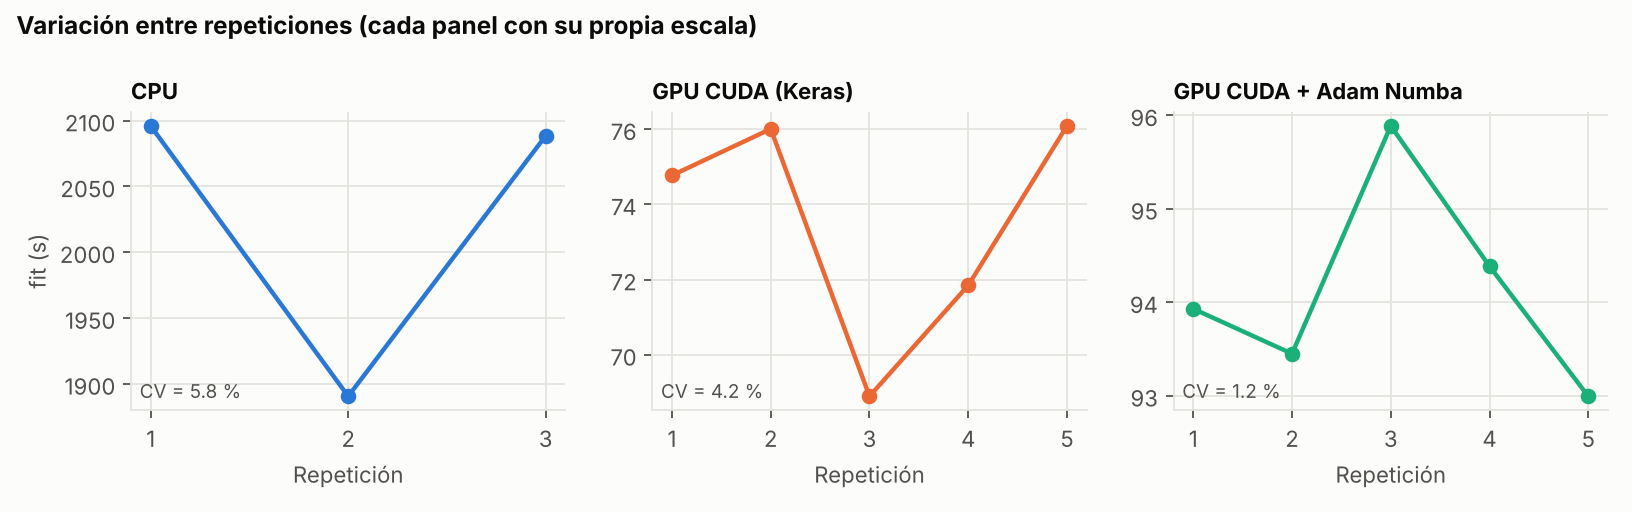 Variación entre repeticiones (cada panel con su propia escala)
CPU
2100
2050
2000
1950
1900
fit (s)
CV = 5.8 %
1 2 3
Repetición
GPU CUDA (Keras)
76
74
72
70
CV = 4.2 %
1 2 3 4 5
Repetición
GPU CUDA + Adam Numba
96
95
94
93
CV = 1.2 %
1 2 3 4 5
Repetición